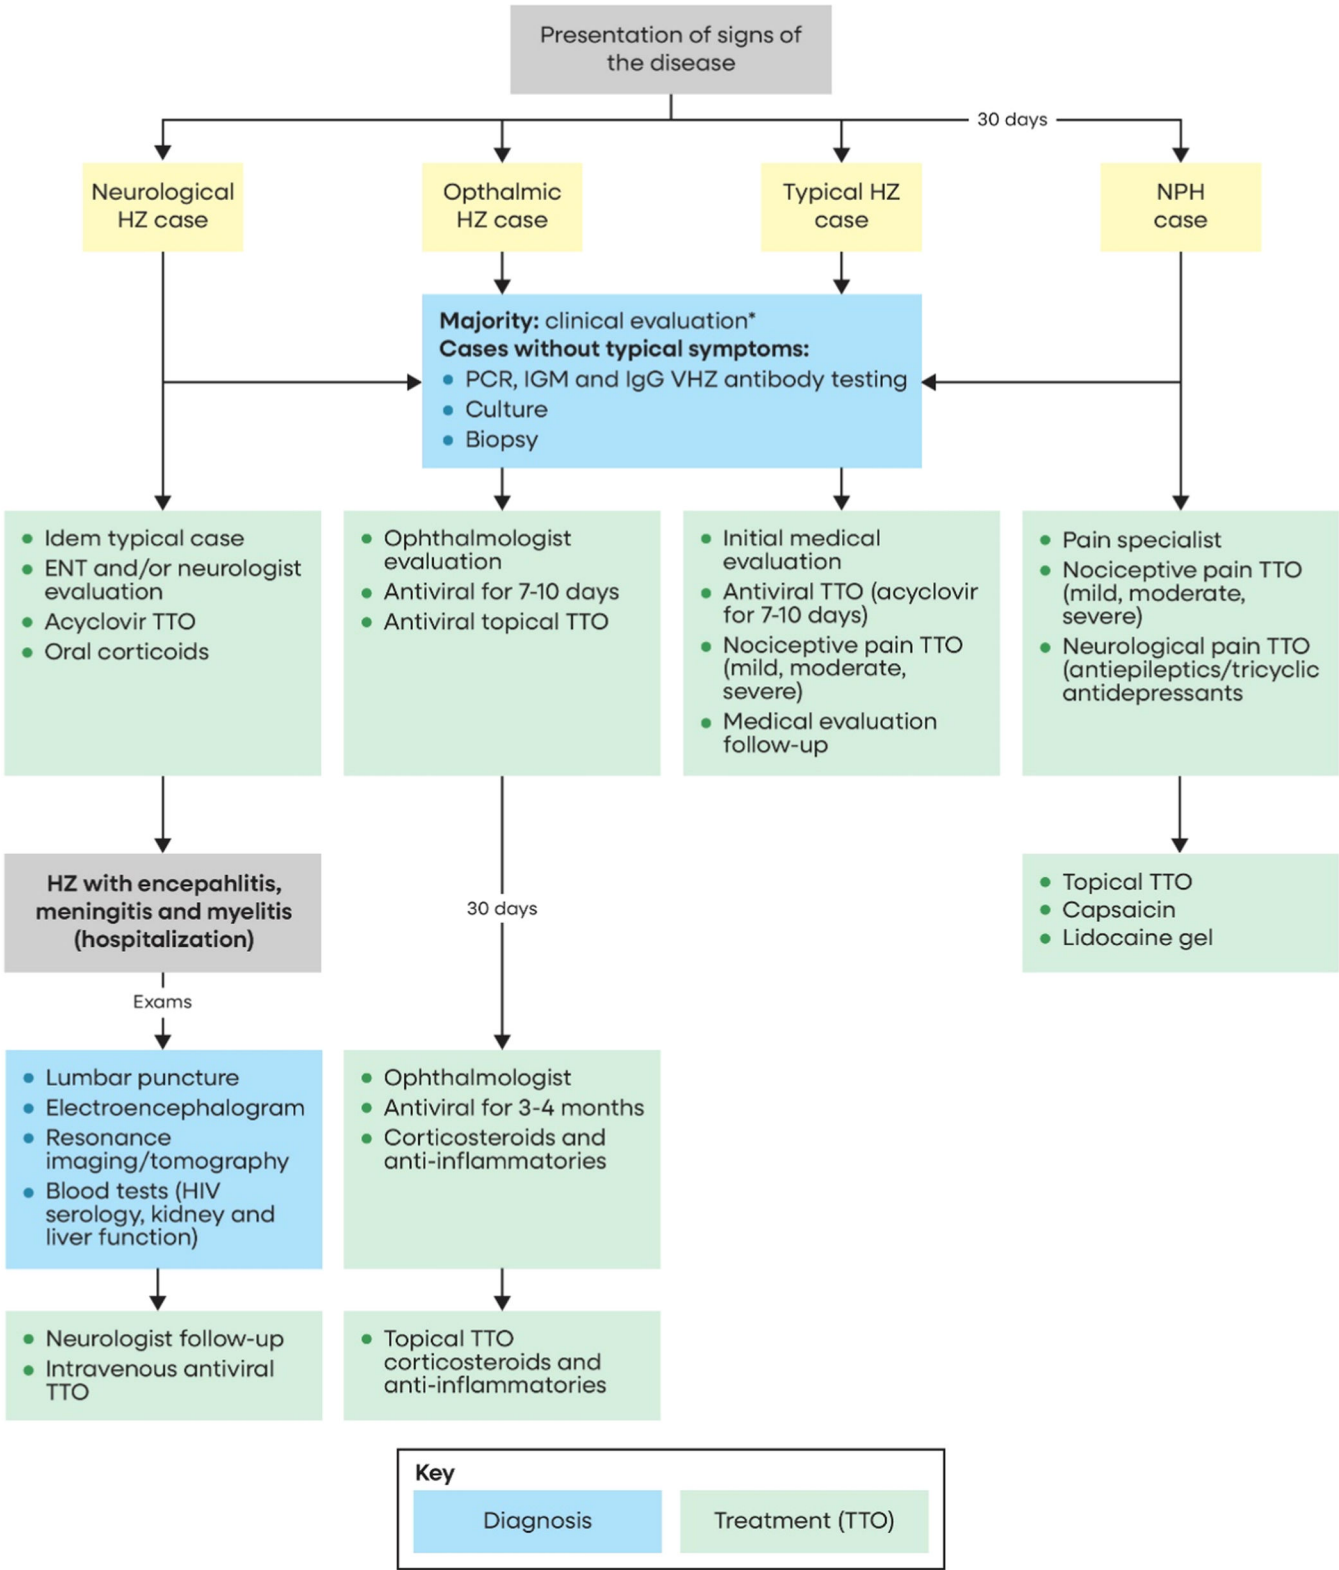 Presentation of signs of
the disease
30 days
Neurological
HZ case
Opthalmic
HZ case
Typical HZ
case
NPH
case
Majority: clinical evaluation*
Cases without typical symptoms:
PCR, IGM and IgG VHZ antibody testing
Culture
Biopsy
Idem typical case
ENT and/or neurologist
evaluation
Acyclovir TTO
Oral corticoids
Ophthalmologist
evaluation
Antiviral for 7-10 days
Antiviral topical TTO
Initial medical
evaluation
Antiviral TTO (acyclovir
for 7-10 days)
Nociceptive pain TTO
(mild, moderate,
severe)
Medical evaluation
follow-up
Pain specialist
Nociceptive pain TTO
(mild, moderate,
severe)
Neurological pain TTO
(antiepileptics/tricyclic
antidepressants
HZ with encepahlitis,
meningitis and myelitis
(hospitalization)
30 days
Topical TTO
Capsaicin
Lidocaine gel
Exams
Lumbar puncture
Electroencephalogram
Resonance
imaging/tomography
Blood tests (HIV
serology, kidney and
liver function)
Ophthalmologist
Antiviral for 3-4 months
Corticosteroids and
anti-inflammatories
Neurologist follow-up
Intravenous antiviral
TTO
Topical TTO
corticosteroids and
anti-inflammatories
Key
Diagnosis
Treatment (TTO)